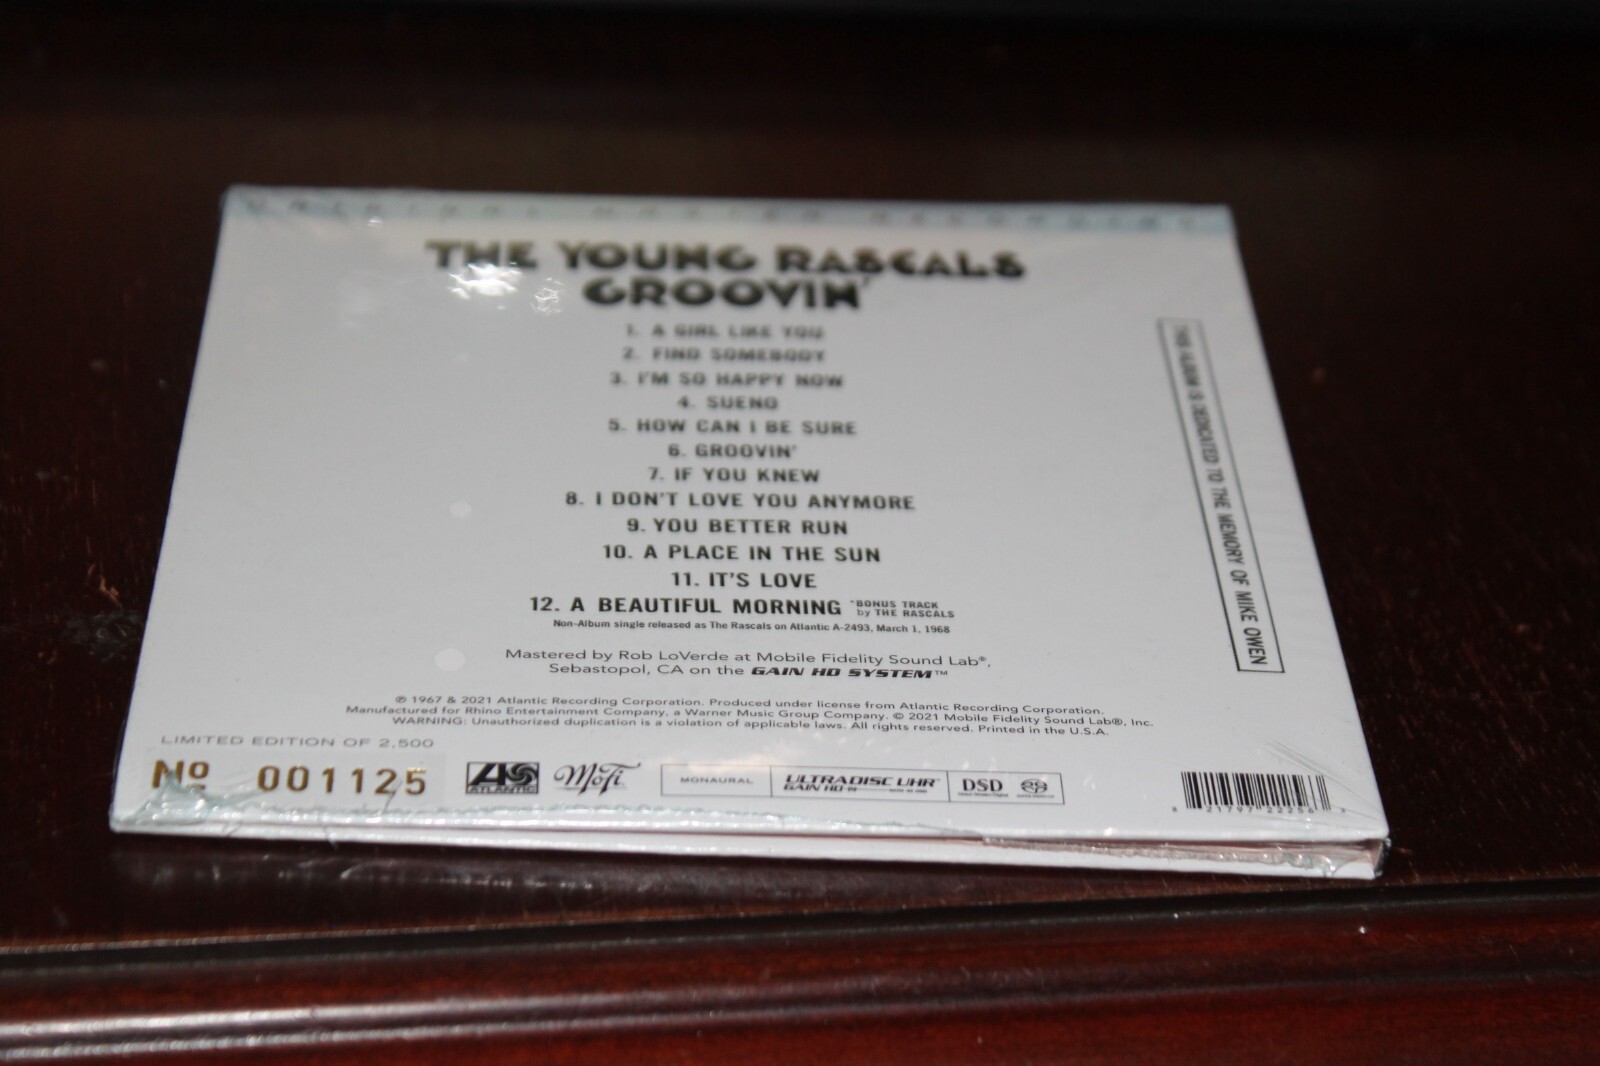 ORIGINAL MASTER RECORDING
THE YOUNG RASCALS
GROOVIN'
1. A GIRL LIKE YOU
2. FIND SOMEBODY
3. I'M SO HAPPY NOW
4. SUENO
5. HOW CAN I BE SURE
6. GROOVIN'
7. IF YOU KNEW
8. I DON'T LOVE YOU ANYMORE
9. YOU BETTER RUN
10. A PLACE IN THE SUN
11. IT'S LOVE
12. A BEAUTIFUL MORNING *BONUS TRACK
by THE RASCALS
Non-Album single released as The Rascals on Atlantic A-2493, March 1, 1968
Mastered by Rob LoVerde at Mobile Fidelity Sound Lab®,
Sebastopol, CA on the GAIN HD SYSTEM™
℗ 1967 & 2021 Atlantic Recording Corporation. Produced under license from Atlantic Recording Corporation.
Manufactured for Rhino Entertainment Company, a Warner Music Group Company. © 2021 Mobile Fidelity Sound Lab®, Inc.
WARNING: Unauthorized duplication is a violation of applicable laws. All rights reserved. Printed in the U.S.A.
THIS ALBUM IS DEDICATED TO THE MEMORY OF MIKE OWEN
LIMITED EDITION OF 2,500
Nº 001125
ATLANTIC
MoFi
MONAURAL
ULTRADISC UHR™
GAIN HD
DSD
8 21797 22256